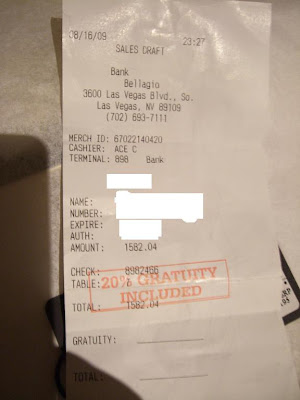 08/16/09 23:27
SALES DRAFT
Bank
Bellagio
3600 Las Vegas Blvd., So.
Las Vegas, NV 89109
(702) 693-7111
MERCH ID: 67022140420
CASHIER: ACE C
TERMINAL: 898 Bank
NAME:
NUMBER:
EXPIRE:
AUTH:
AMOUNT: 1582.04
CHECK: 8982466
TABLE:
20% GRATUITY
INCLUDED
TOTAL: 1582.04
GRATUITY:
TOTAL: